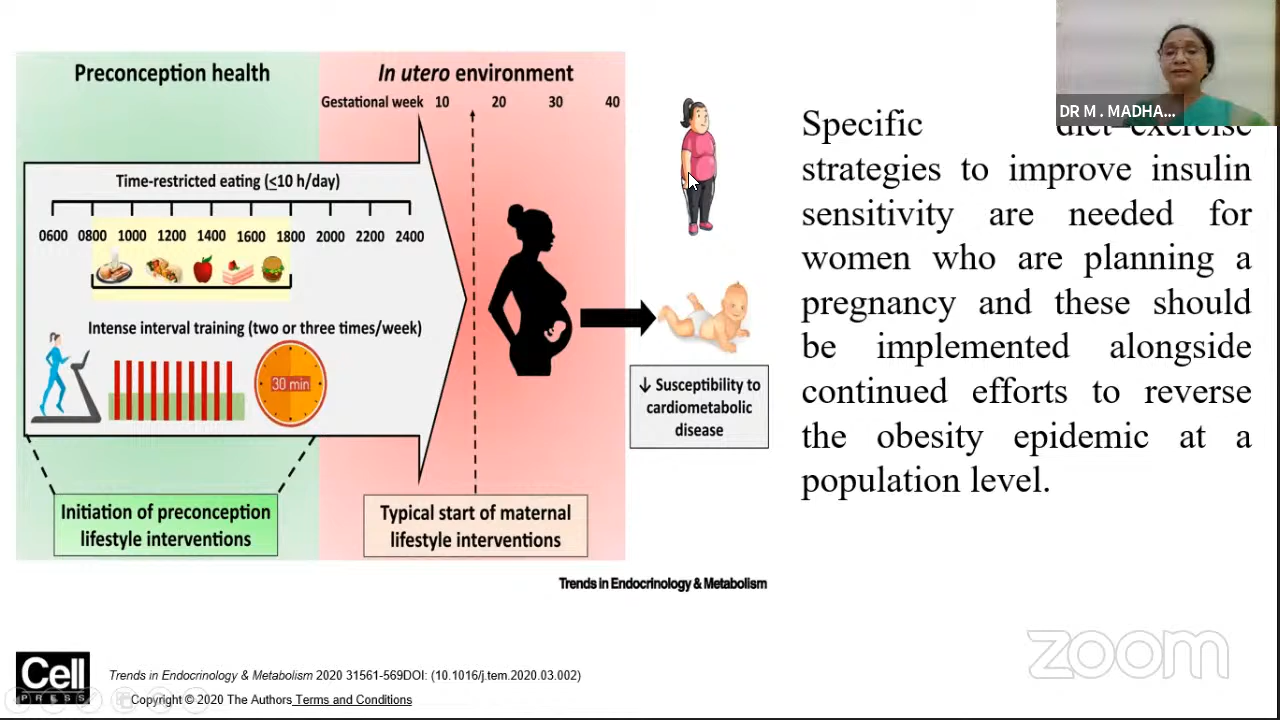 DR M . MADHA...
Preconception health
In utero environment
Gestational week 10 20 30 40
Time-restricted eating (≤10 h/day)
0600 0800 1000 1200 1400 1600 1800 2000 2200 2400
Intense interval training (two or three times/week)
30 min
Initiation of preconception
lifestyle interventions
Typical start of maternal
lifestyle interventions
↓ Susceptibility to
cardiometabolic
disease
Trends in Endocrinology & Metabolism
Specific diet–exercise
strategies to improve insulin
sensitivity are needed for
women who are planning a
pregnancy and these should
be implemented alongside
continued efforts to reverse
the obesity epidemic at a
population level.
zoom
Cell
PRESS
Trends in Endocrinology & Metabolism 2020 31561-569DOI: (10.1016/j.tem.2020.03.002)
Copyright © 2020 The Authors Terms and Conditions